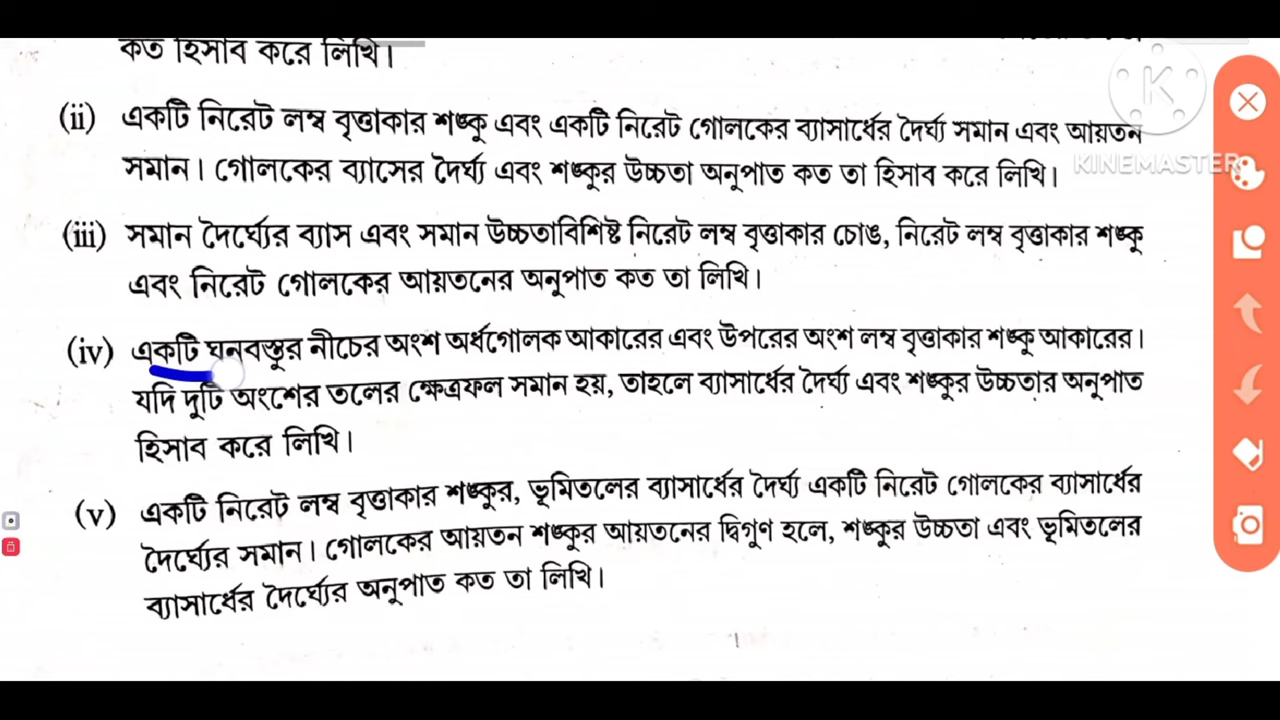 কত হিসাব করে লিখি।
(ii) একটি নিরেট লম্ব বৃত্তাকার শঙ্কু এবং একটি নিরেট গোলকের ব্যাসার্ধের দৈর্ঘ্য সমান এবং আয়তন
সমান। গোলকের ব্যাসের দৈর্ঘ্য এবং শঙ্কুর উচ্চতা অনুপাত কত তা হিসাব করে লিখি।
KINEMASTER
(iii) সমান দৈর্ঘ্যের ব্যাস এবং সমান উচ্চতাবিশিষ্ট নিরেট লম্ব বৃত্তাকার চোঙ, নিরেট লম্ব বৃত্তাকার শঙ্কু
এবং নিরেট গোলকের আয়তনের অনুপাত কত তা লিখি।
(iv) একটি ঘনবস্তুর নীচের অংশ অর্ধগোলক আকারের এবং উপরের অংশ লম্ব বৃত্তাকার শঙ্কু আকারের।
যদি দুটি অংশের তলের ক্ষেত্রফল সমান হয়, তাহলে ব্যাসার্ধের দৈর্ঘ্য এবং শঙ্কুর উচ্চতার অনুপাত
হিসাব করে লিখি।
(v) একটি নিরেট লম্ব বৃত্তাকার শঙ্কুর, ভূমিতলের ব্যাসার্ধের দৈর্ঘ্য একটি নিরেট গোলকের ব্যাসার্ধের
দৈর্ঘ্যের সমান। গোলকের আয়তন শঙ্কুর আয়তনের দ্বিগুণ হলে, শঙ্কুর উচ্চতা এবং ভূমিতলের
ব্যাসার্ধের দৈর্ঘ্যের অনুপাত কত তা লিখি।